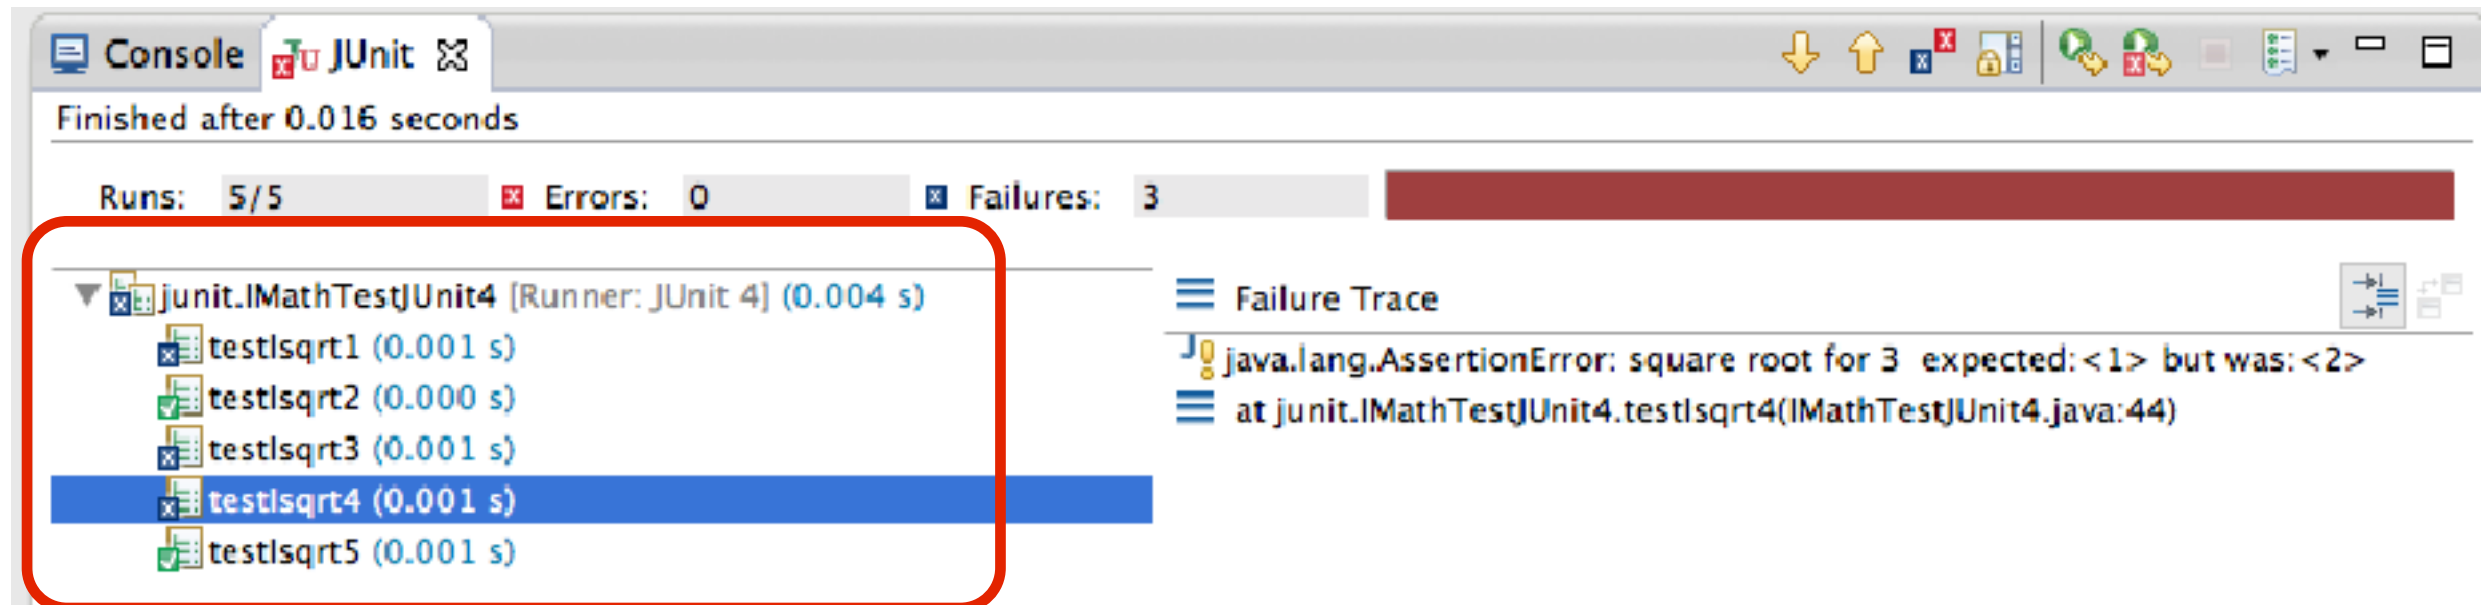 Console JUnit
Finished after 0.016 seconds
Runs: 5/5 Errors: 0 Failures: 3
junit.IMathTestJUnit4 [Runner: JUnit 4] (0.004 s)
testIsqrt1 (0.001 s)
testIsqrt2 (0.000 s)
testIsqrt3 (0.001 s)
testIsqrt4 (0.001 s)
testIsqrt5 (0.001 s)
Failure Trace
java.lang.AssertionError: square root for 3 expected:<1> but was:<2>
at junit.IMathTestJUnit4.testIsqrt4(IMathTestJUnit4.java:44)